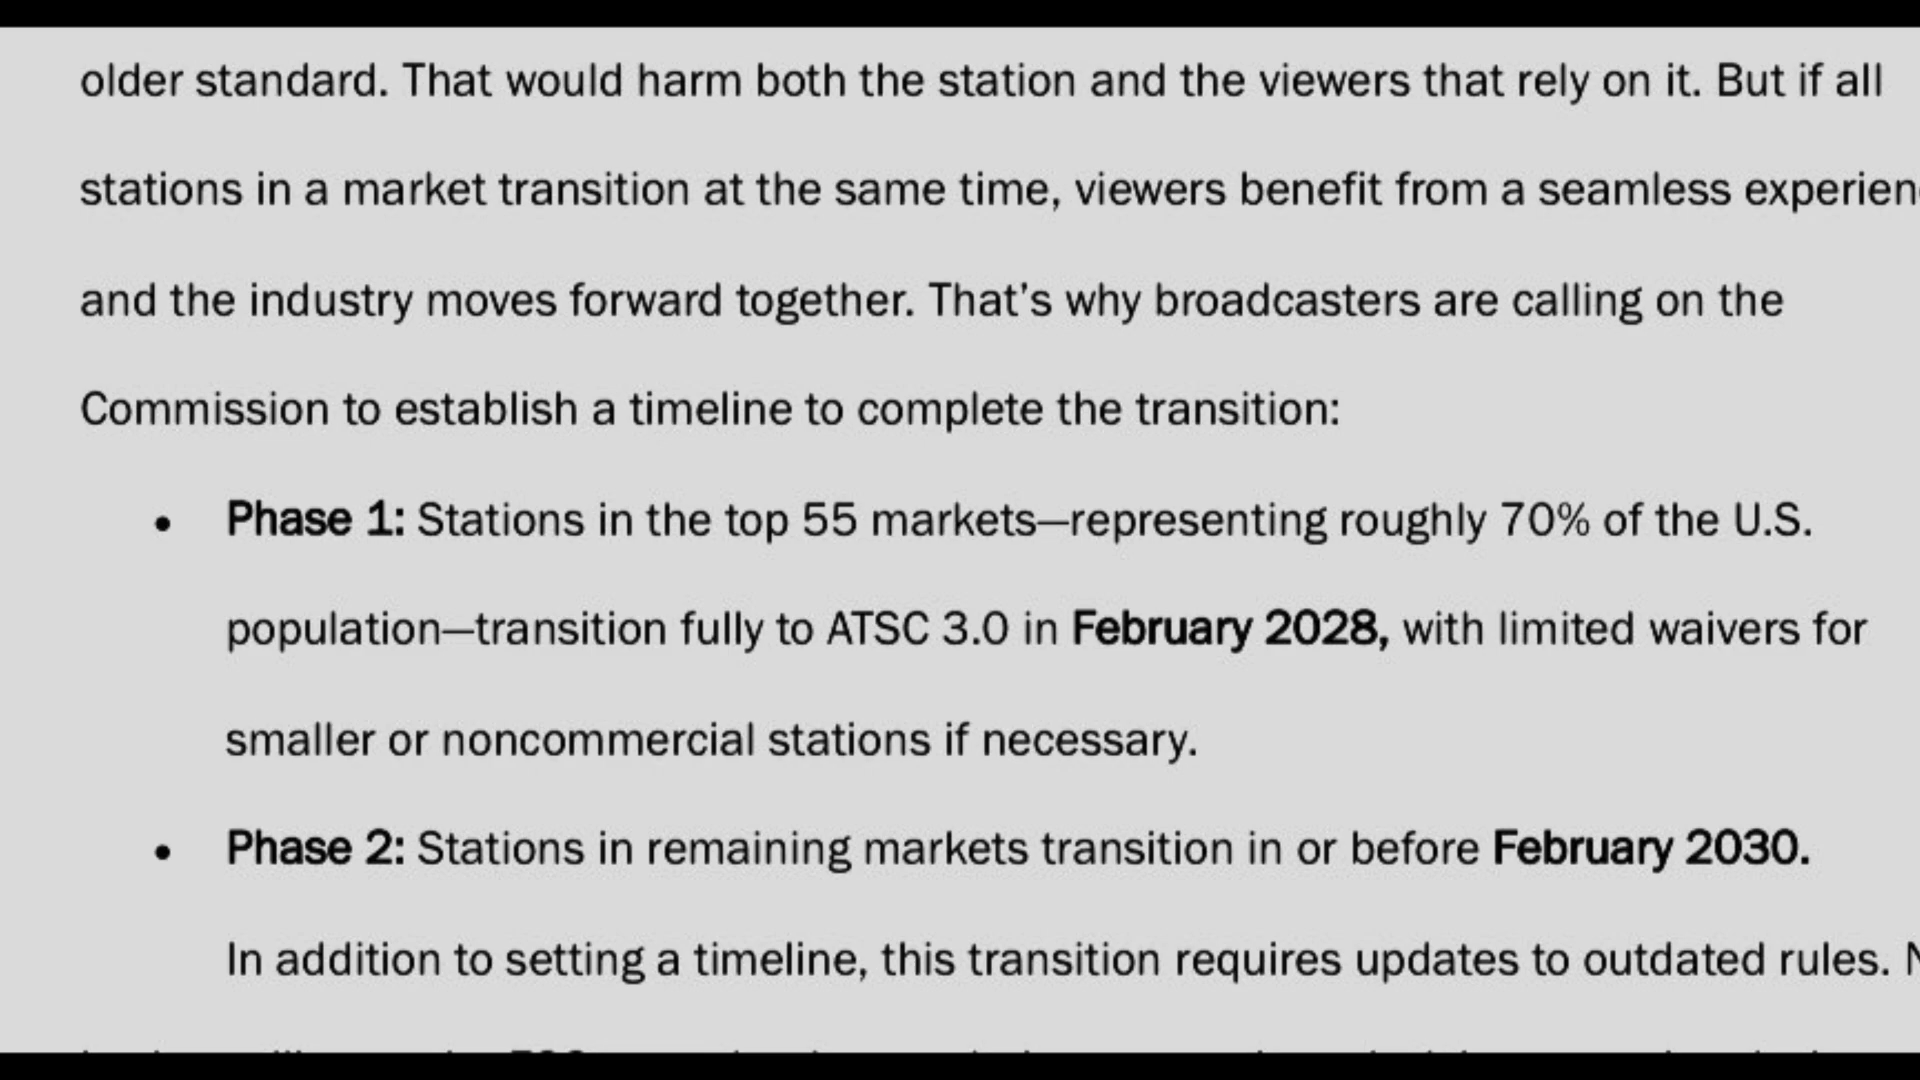 older standard. That would harm both the station and the viewers that rely on it. But if all
stations in a market transition at the same time, viewers benefit from a seamless
and the industry moves forward together. That's why broadcasters are calling on the
Commission to establish a timeline to complete the transition:
• Phase 1: Stations in the top 55 markets—representing roughly 70% of the U.S.
population—transition fully to ATSC 3.0 in February 2028, with limited waivers for
smaller or noncommercial stations if necessary.
• Phase 2: Stations in remaining markets transition in or before February 2030.
In addition to setting a timeline, this transition requires updates to outdated rules.